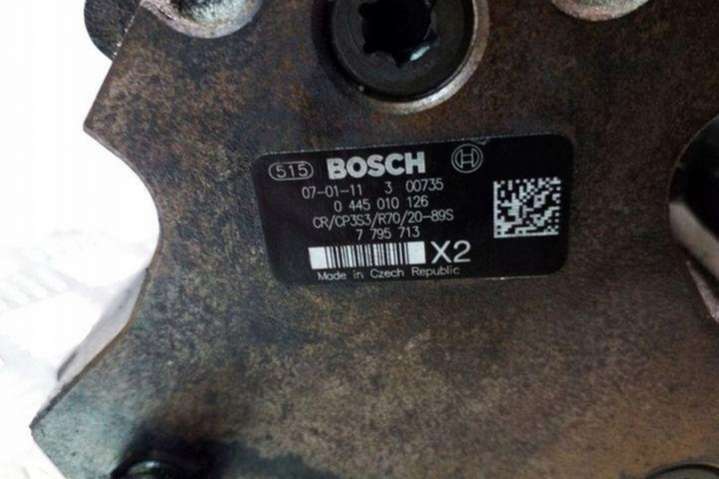 515 BOSCH
07-01-11 3 00735
0 445 010 126
CR/CP3S3/R70/20-89S
7 795 713
X2
Made in Czech Republic